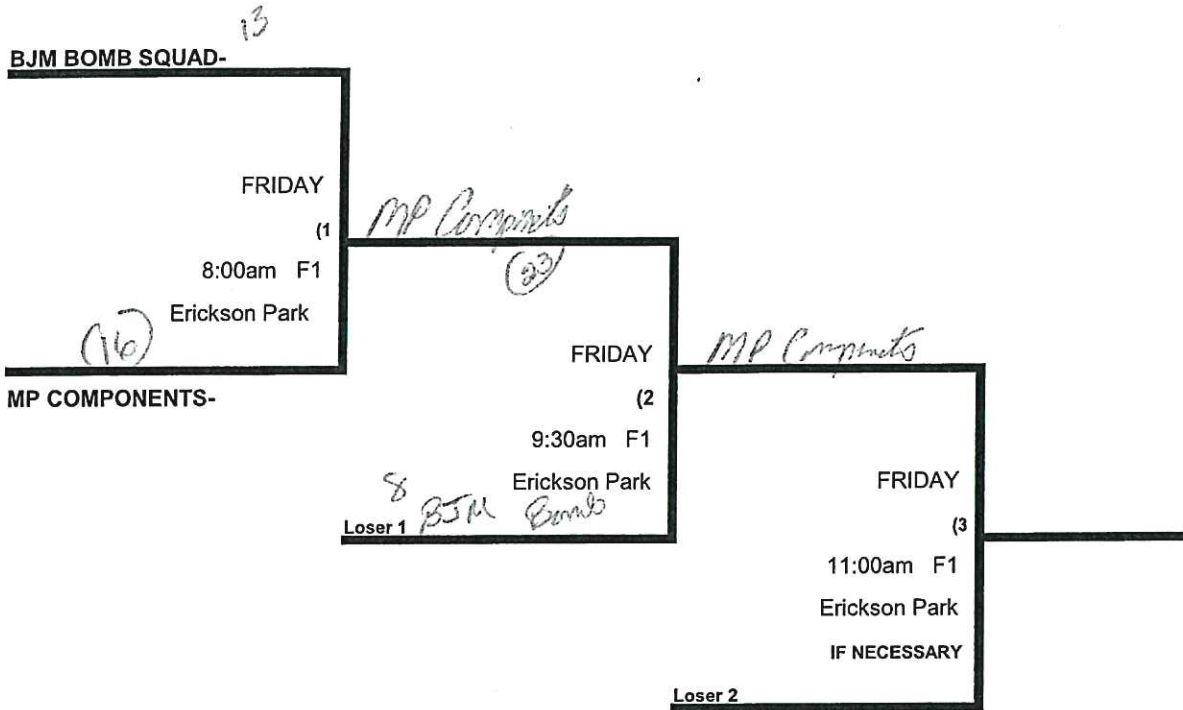 13
BJM BOMB SQUAD-
FRIDAY
(1
8:00am F1
Erickson Park
(16)
MP COMPONENTS-
MP Componets
(23)
FRIDAY
(2
9:30am F1
Erickson Park
8
Loser 1 BJM Bomb
MP Componets
FRIDAY
(3
11:00am F1
Erickson Park
IF NECESSARY
Loser 2